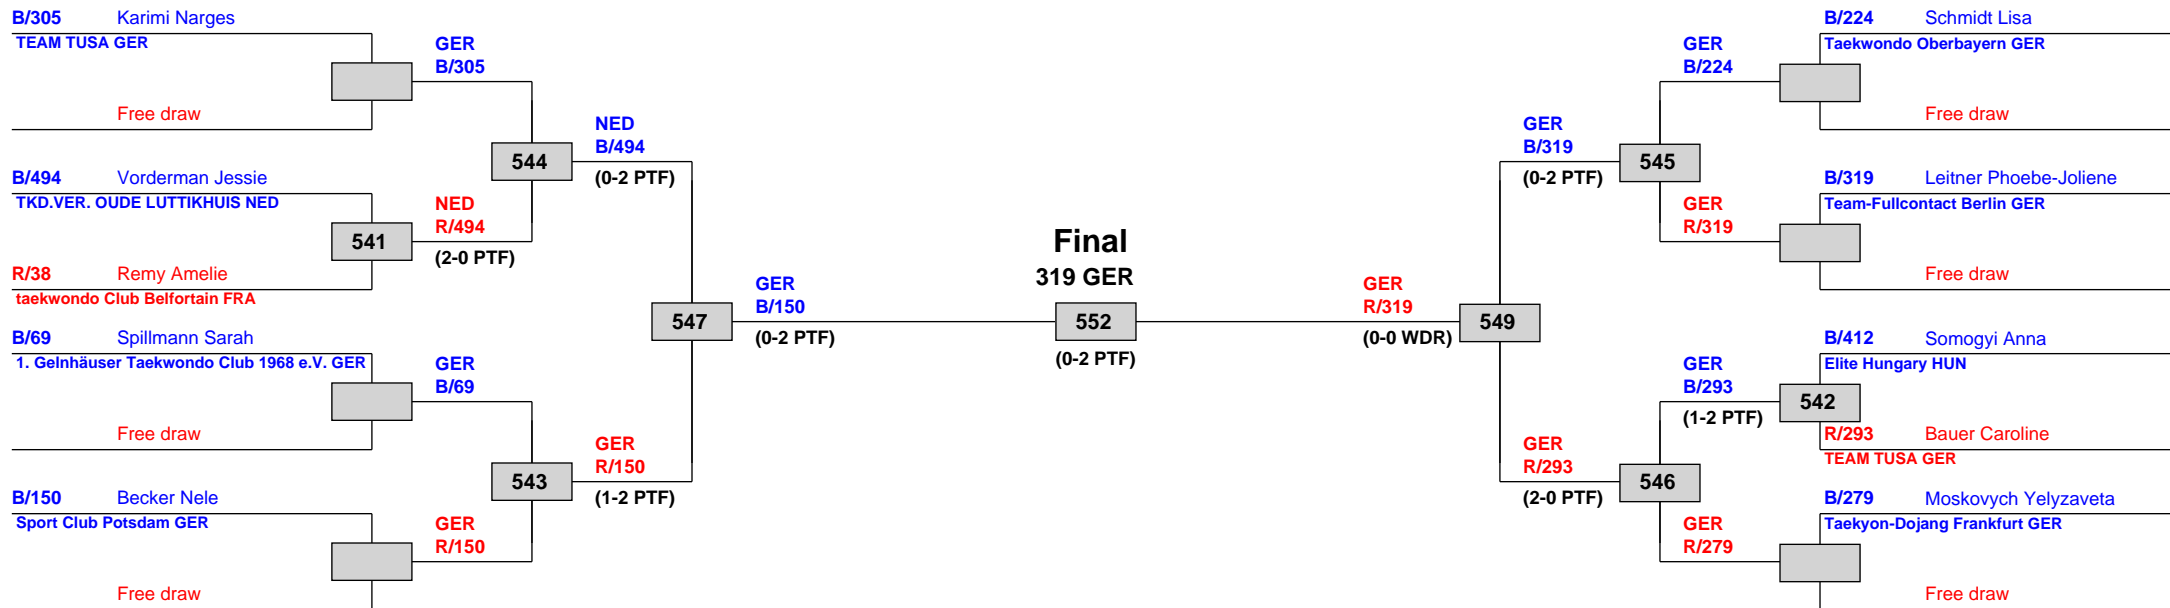 B/305 Karimi Narges
TEAM TUSA GER
Free draw
B/494 Vorderman Jessie
TKD.VER. OUDE LUTTIKHUIS NED
R/38 Remy Amelie
taekwondo Club Belfortain FRA
B/69 Spillmann Sarah
1. Gelnhäuser Taekwondo Club 1968 e.V. GER
Free draw
B/150 Becker Nele
Sport Club Potsdam GER
Free draw
GER
B/305
541
NED
R/494
(2-0 PTF)
GER
B/69
GER
R/150
544
NED
B/494
(0-2 PTF)
543
GER
R/150
(1-2 PTF)
547
GER
B/150
(0-2 PTF)
Final
319 GER
552
(0-2 PTF)
GER
R/319
(0-0 WDR)
549
GER
B/319
(0-2 PTF)
545
GER
R/293
(2-0 PTF)
546
GER
B/224
GER
R/319
GER
B/293
(1-2 PTF)
542
GER
R/279
B/224 Schmidt Lisa
Taekwondo Oberbayern GER
Free draw
B/319 Leitner Phoebe-Joliene
Team-Fullcontact Berlin GER
Free draw
B/412 Somogyi Anna
Elite Hungary HUN
R/293 Bauer Caroline
TEAM TUSA GER
B/279 Moskovych Yelyzaveta
Taekyon-Dojang Frankfurt GER
Free draw